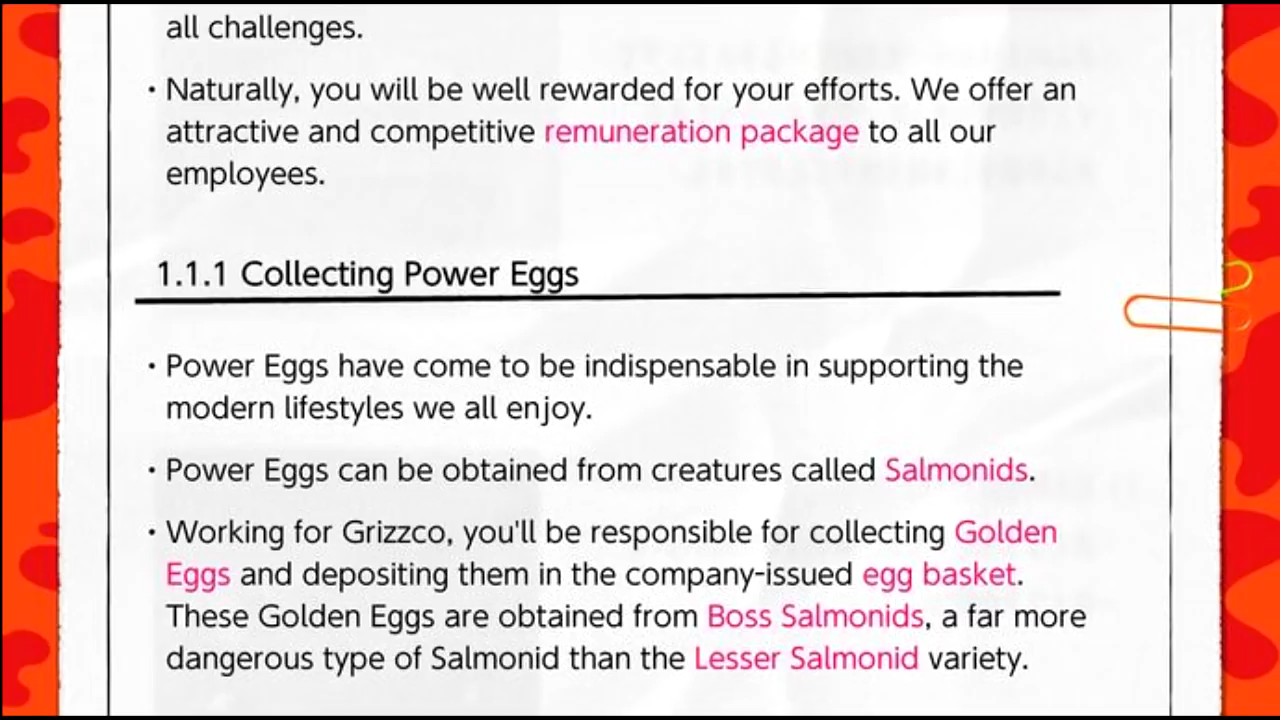 all challenges.
· Naturally, you will be well rewarded for your efforts. We offer an
attractive and competitive remuneration package to all our
employees.
1.1.1 Collecting Power Eggs
· Power Eggs have come to be indispensable in supporting the
modern lifestyles we all enjoy.
· Power Eggs can be obtained from creatures called Salmonids.
· Working for Grizzco, you'll be responsible for collecting Golden
Eggs and depositing them in the company-issued egg basket.
These Golden Eggs are obtained from Boss Salmonids, a far more
dangerous type of Salmonid than the Lesser Salmonid variety.